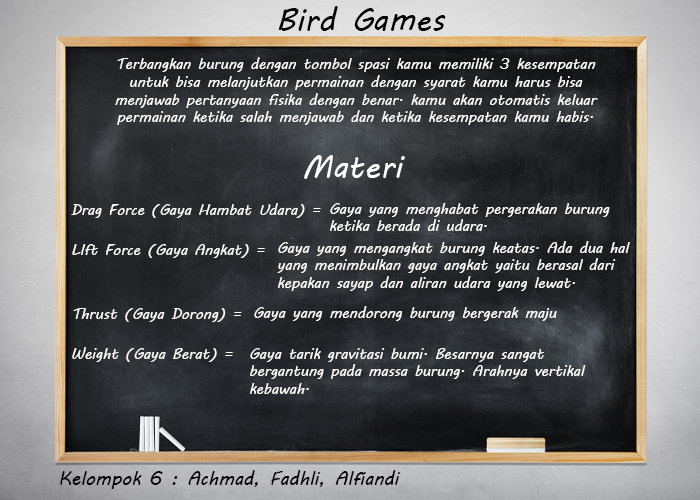 Bird Games
Terbangkan burung dengan tombol spasi kamu memiliki 3 kesempatan
untuk bisa melanjutkan permainan dengan syarat kamu harus bisa
menjawab pertanyaan fisika dengan benar. kamu akan otomatis keluar
permainan ketika salah menjawab dan ketika kesempatan kamu habis.
Materi
Drag Force (Gaya Hambat Udara) = Gaya yang menghabat pergerakan burung
ketika berada di udara.
LIft Force (Gaya Angkat) = Gaya yang mengangkat burung keatas. Ada dua hal
yang menimbulkan gaya angkat yaitu berasal dari
kepakan sayap dan aliran udara yang lewat.
Thrust (Gaya Dorong) = Gaya yang mendorong burung bergerak maju
Weight (Gaya Berat) = Gaya tarik gravitasi bumi. Besarnya sangat
bergantung pada massa burung. Arahnya vertikal
kebawah.
Kelompok 6 : Achmad, Fadhli, Alfiandi